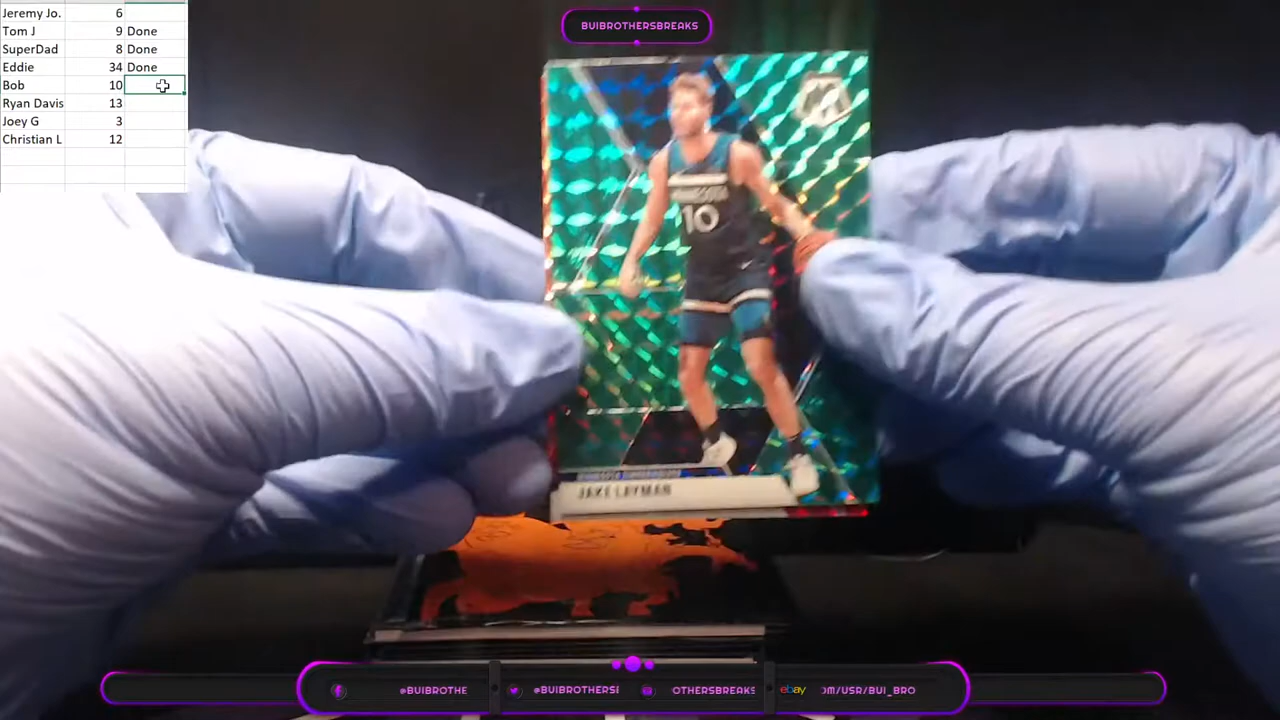 Jeremy Jo. 6
Tom J 9 Done
SuperDad 8 Done
Eddie 34 Done
Bob 10
Ryan Davis 13
Joey G 3
Christian L 12
BUIBROTHERSBREAKS
10
JAKE LAYMAN
@BUIBROTHE
@BUIBROTHERSE
OTHERSBREAKS
ebay
OM/USR/BUI_BRO